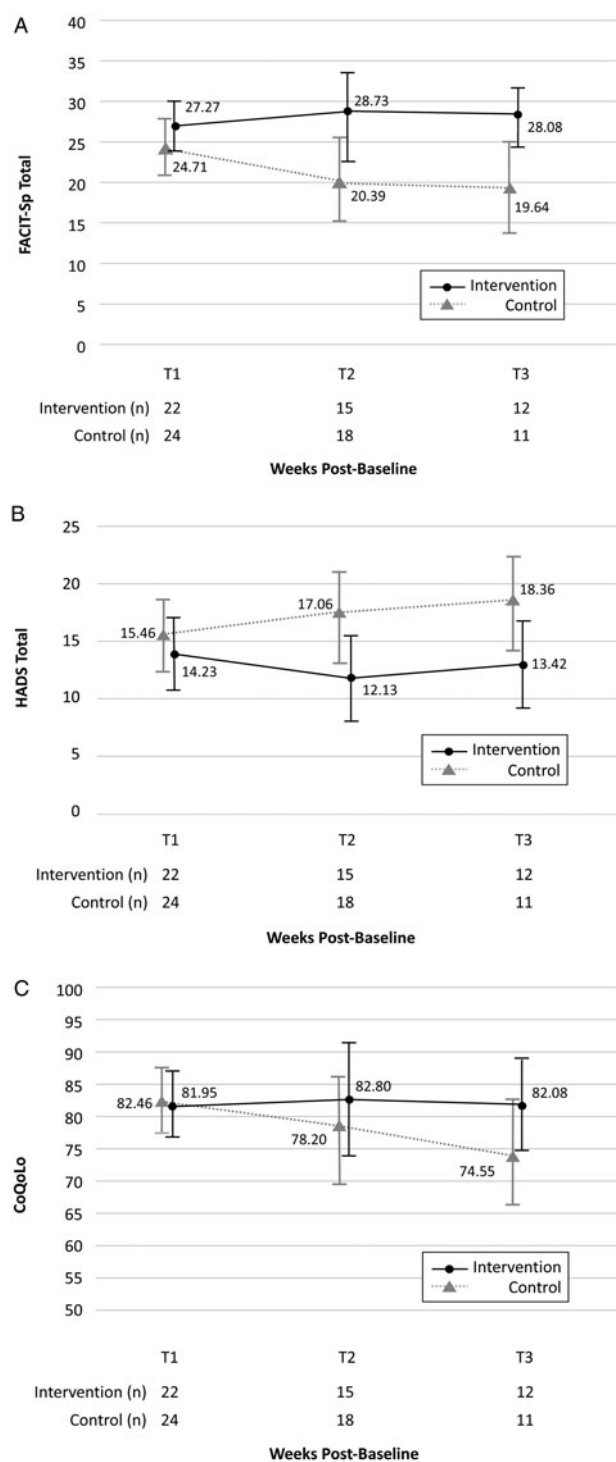 A
40
35
30
25
20
15
10
5
0
FACIT-Sp Total
27.27
28.73
28.08
24.71
20.39
19.64
Intervention
Control
T1 T2 T3
Intervention (n) 22 15 12
Control (n) 24 18 11
Weeks Post-Baseline
B
25
20
15
10
5
0
HADS Total
15.46
17.06
18.36
14.23
12.13
13.42
Intervention
Control
T1 T2 T3
Intervention (n) 22 15 12
Control (n) 24 18 11
Weeks Post-Baseline
C
100
95
90
85
80
75
70
65
60
55
50
CoQoLo
82.46
81.95
82.80
82.08
78.20
74.55
Intervention
Control
T1 T2 T3
Intervention (n) 22 15 12
Control (n) 24 18 11
Weeks Post-Baseline